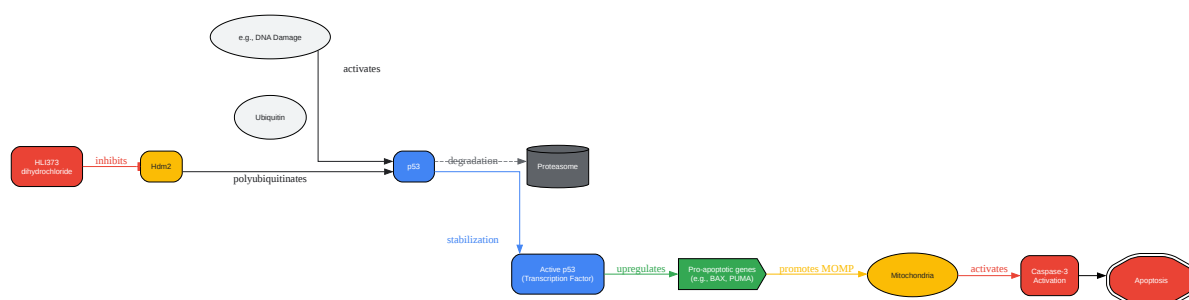 e.g., DNA Damage
activates
Ubiquitin
HLI373
dihydrochloride
inhibits
Hdm2
polyubiquitinates
p53
degradation
Proteasome
stabilization
Active p53
(Transcription Factor)
upregulates
Pro-apoptotic genes
(e.g., BAX, PUMA)
promotes MOMP
Mitochondria
activates
Caspase-3
Activation
Apoptosis